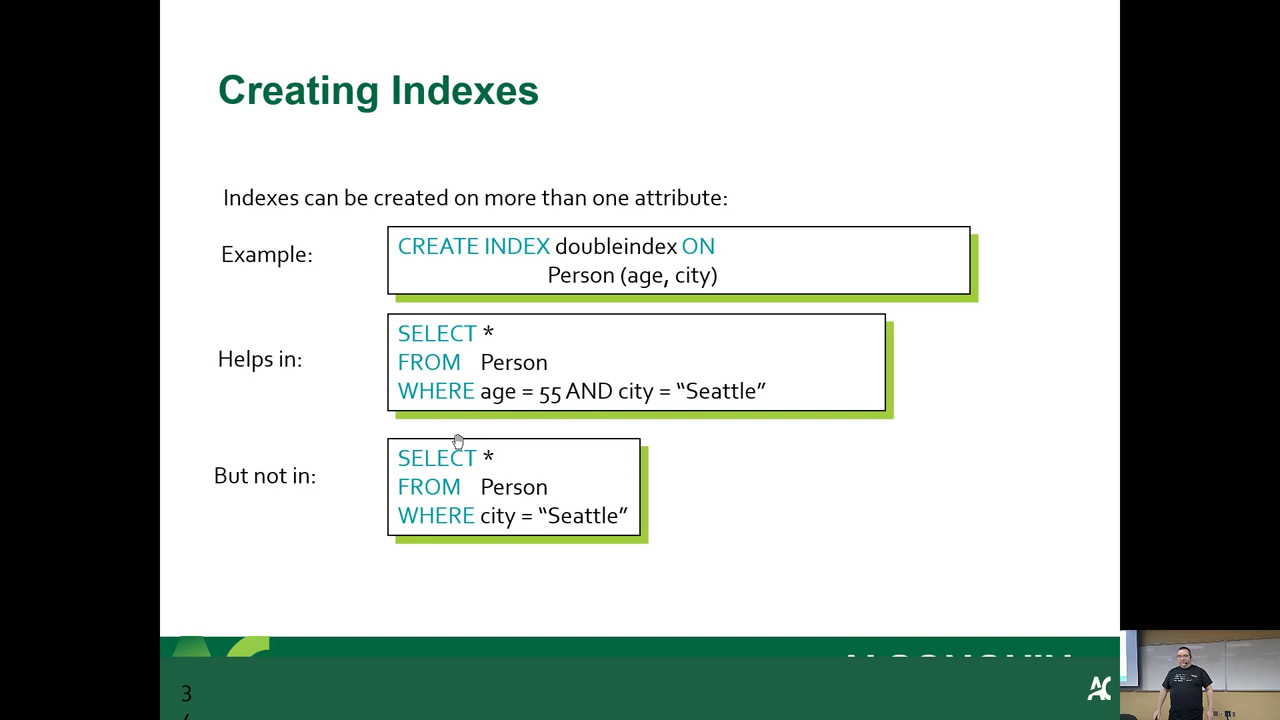 Creating Indexes
Indexes can be created on more than one attribute:
Example:
CREATE INDEX doubleindex ON
Person (age, city)
Helps in:
SELECT *
FROM Person
WHERE age = 55 AND city = “Seattle”
But not in:
SELECT *
FROM Person
WHERE city = “Seattle”
AC
3